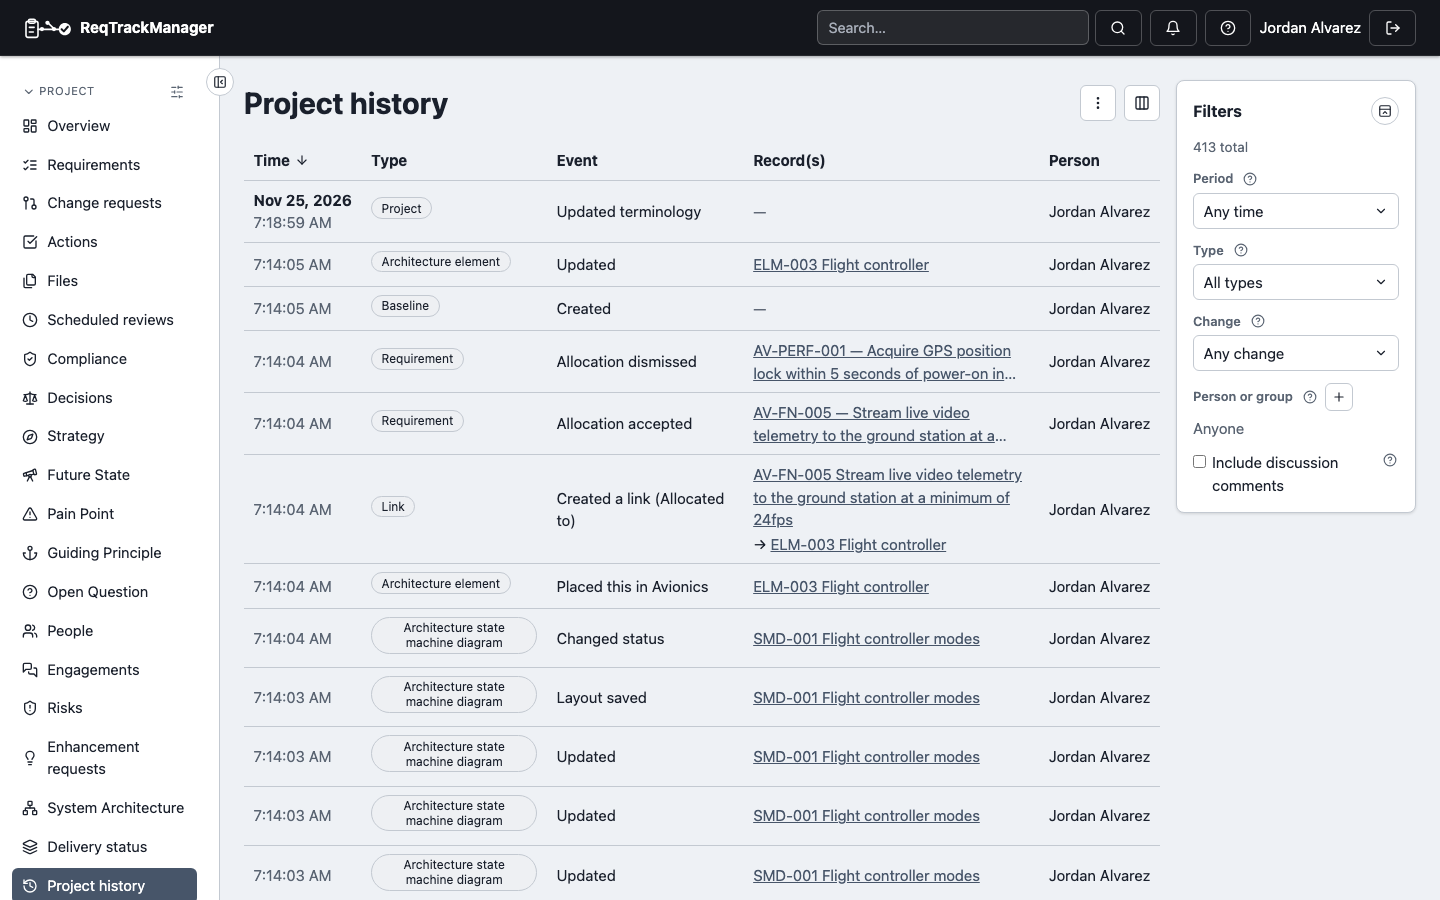 ReqTrackManager
Search...
Jordan Alvarez
PROJECT
Overview
Requirements
Change requests
Actions
Files
Scheduled reviews
Compliance
Decisions
Strategy
Future State
Pain Point
Guiding Principle
Open Question
People
Engagements
Risks
Enhancement
requests
System Architecture
Delivery status
Project history
Project history
Time Type Event Record(s) Person
Nov 25, 2026
7:18:59 AM Project Updated terminology — Jordan Alvarez
7:14:05 AM Architecture element Updated ELM-003 Flight controller Jordan Alvarez
7:14:05 AM Baseline Created — Jordan Alvarez
7:14:04 AM Requirement Allocation dismissed AV-PERF-001 — Acquire GPS position
lock within 5 seconds of power-on in... Jordan Alvarez
7:14:04 AM Requirement Allocation accepted AV-FN-005 — Stream live video
telemetry to the ground station at a... Jordan Alvarez
7:14:04 AM Link Created a link (Allocated
to) AV-FN-005 Stream live video telemetry
to the ground station at a minimum of
24fps
→ ELM-003 Flight controller Jordan Alvarez
7:14:04 AM Architecture element Placed this in Avionics ELM-003 Flight controller Jordan Alvarez
7:14:04 AM Architecture state
machine diagram Changed status SMD-001 Flight controller modes Jordan Alvarez
7:14:03 AM Architecture state
machine diagram Layout saved SMD-001 Flight controller modes Jordan Alvarez
7:14:03 AM Architecture state
machine diagram Updated SMD-001 Flight controller modes Jordan Alvarez
7:14:03 AM Architecture state
machine diagram Updated SMD-001 Flight controller modes Jordan Alvarez
7:14:03 AM Architecture state
machine diagram Updated SMD-001 Flight controller modes Jordan Alvarez
Filters
413 total
Period
Any time
Type
All types
Change
Any change
Person or group
Anyone
Include discussion
comments